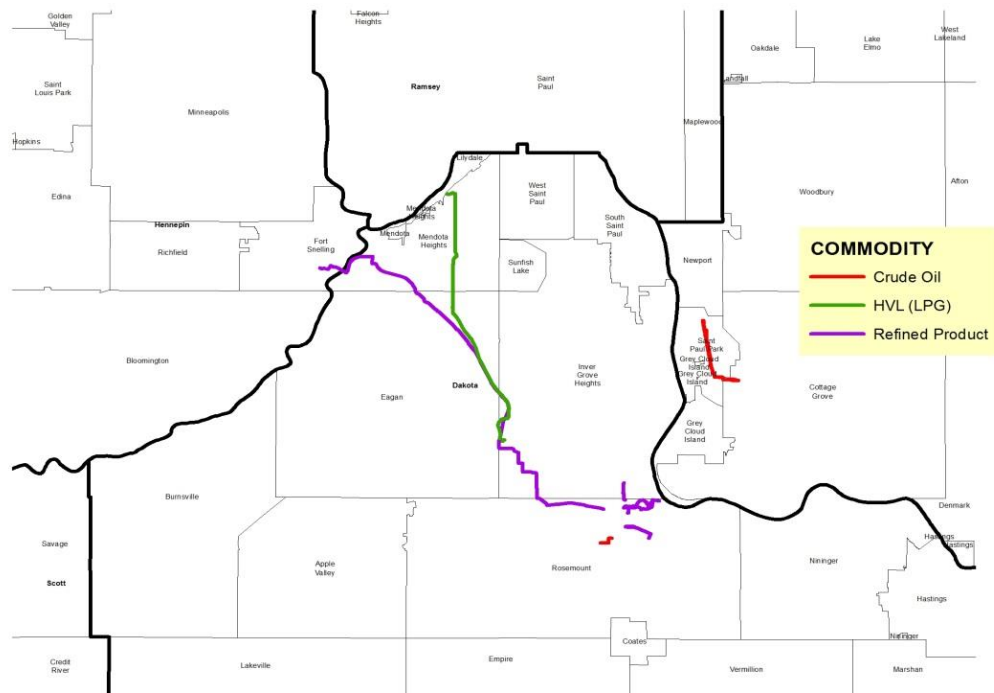 Golden
Valley
Falcon
Heights
Oakdale
Lake
Elmo
West
Lakeland
Saint
Louis Park
Ramsey
Saint
Paul
Landfall
Minneapolis
Maplewood
Hopkins
Lilydale
Edina
West
Saint
Paul
Woodbury
Afton
Mendota
Heights
Hennepin
Mendota
Mendota
Heights
South
Saint
Paul
Richfield
Fort
Snelling
Sunfish
Lake
Newport
COMMODITY
Crude Oil
HVL (LPG)
Refined Product
Saint
Paul Park
Grey Cloud
Island
Grey Cloud
Island
Bloomington
Dakota
Inver
Grove
Heights
Eagan
Cottage
Grove
Grey
Cloud
Island
Burnsville
Denmark
Savage
Hastings
Hastings
Scott
Apple
Valley
Rosemount
Nininger
Hastings
Coates
Nininger
Credit
River
Lakeville
Empire
Vermillion
Marshan